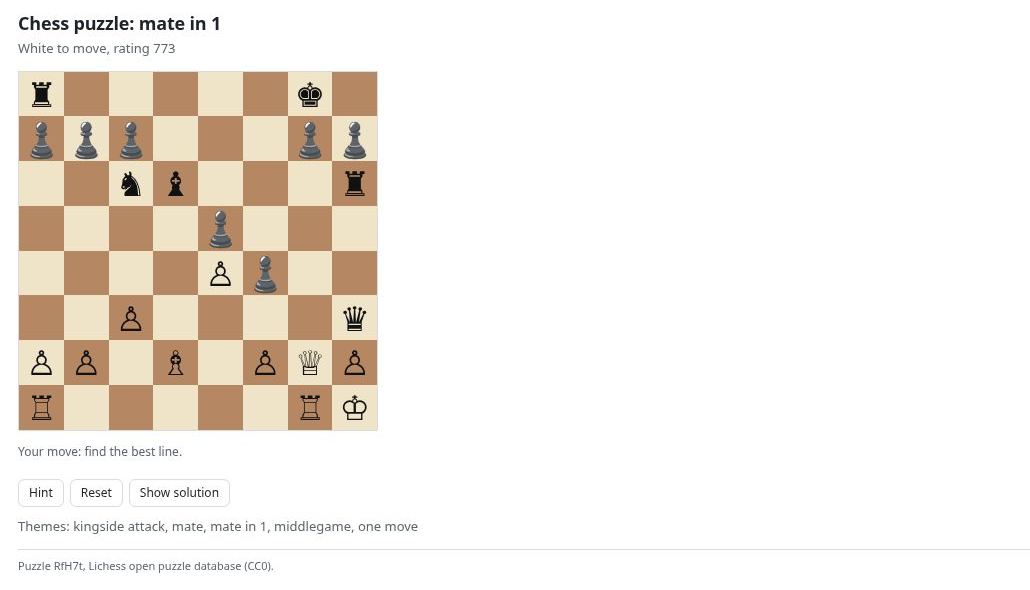 Chess puzzle: mate in 1
White to move, rating 773
Your move: find the best line.
Hint
Reset
Show solution
Themes: kingside attack, mate, mate in 1, middlegame, one move
Puzzle RfH7t, Lichess open puzzle database (CC0).